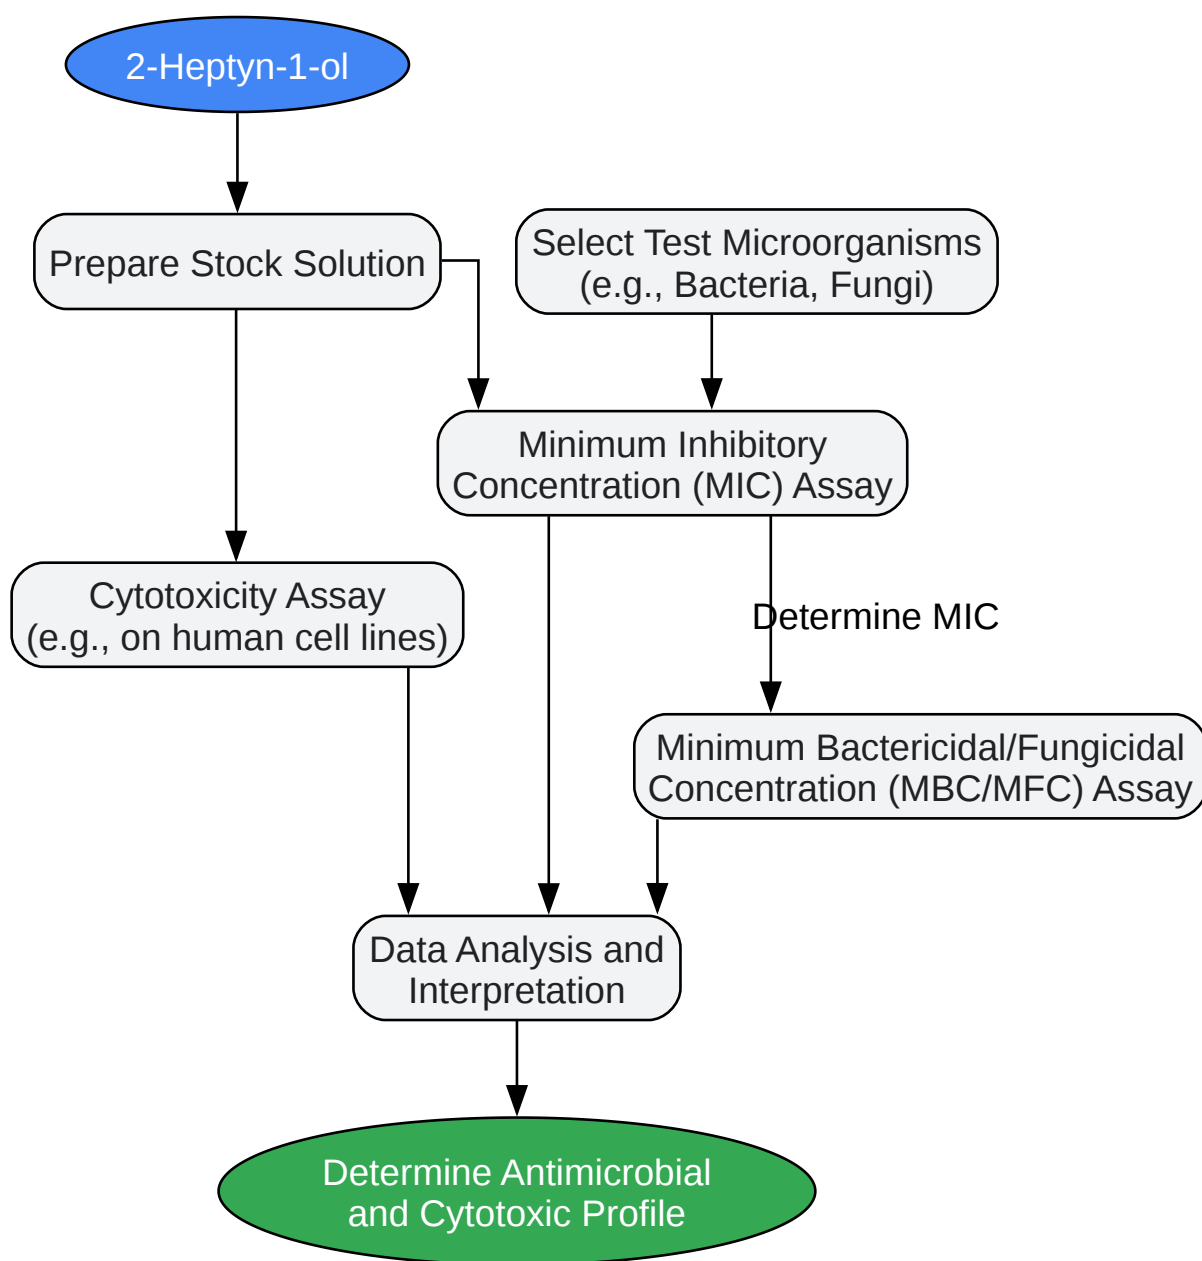 2-Heptyn-1-ol
Prepare Stock Solution
Select Test Microorganisms
(e.g., Bacteria, Fungi)
Minimum Inhibitory
Concentration (MIC) Assay
Cytotoxicity Assay
(e.g., on human cell lines)
Determine MIC
Minimum Bactericidal/Fungicidal
Concentration (MBC/MFC) Assay
Data Analysis and
Interpretation
Determine Antimicrobial
and Cytotoxic Profile